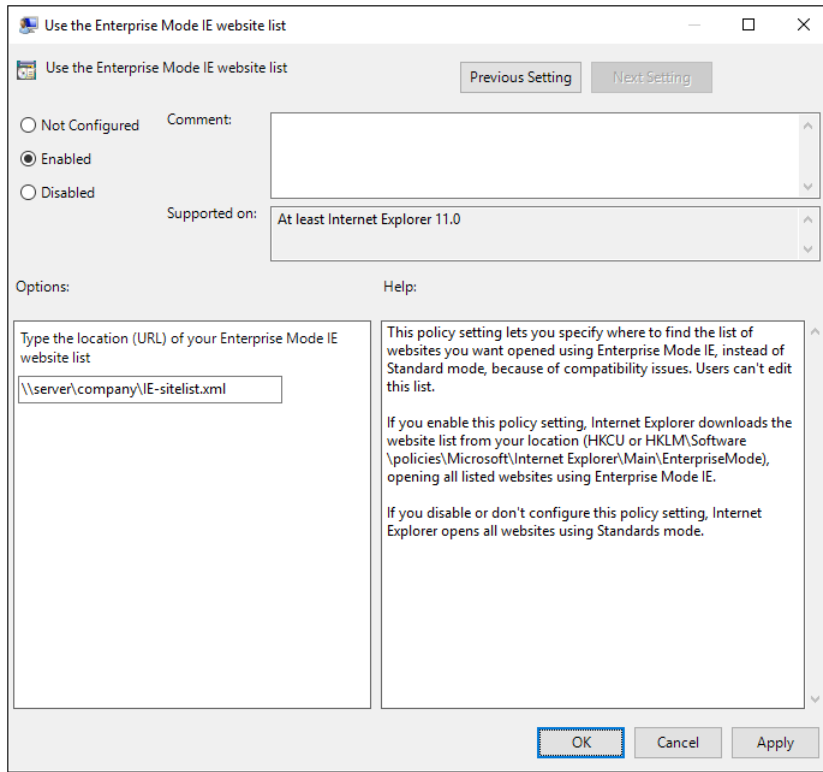 Use the Enterprise Mode IE website list
Use the Enterprise Mode IE website list
Previous Setting
Next Setting
Not Configured
Comment:
Enabled
Disabled
Supported on:
At least Internet Explorer 11.0
Options:
Help:
Type the location (URL) of your Enterprise Mode IE
website list
\\server\company\IE-sitelist.xml
This policy setting lets you specify where to find the list of
websites you want opened using Enterprise Mode IE, instead of
Standard mode, because of compatibility issues. Users can't edit
this list.
If you enable this policy setting, Internet Explorer downloads the
website list from your location (HKCU or HKLM\Software
\policies\Microsoft\Internet Explorer\Main\EnterpriseMode),
opening all listed websites using Enterprise Mode IE.
If you disable or don't configure this policy setting, Internet
Explorer opens all websites using Standards mode.
OK
Cancel
Apply